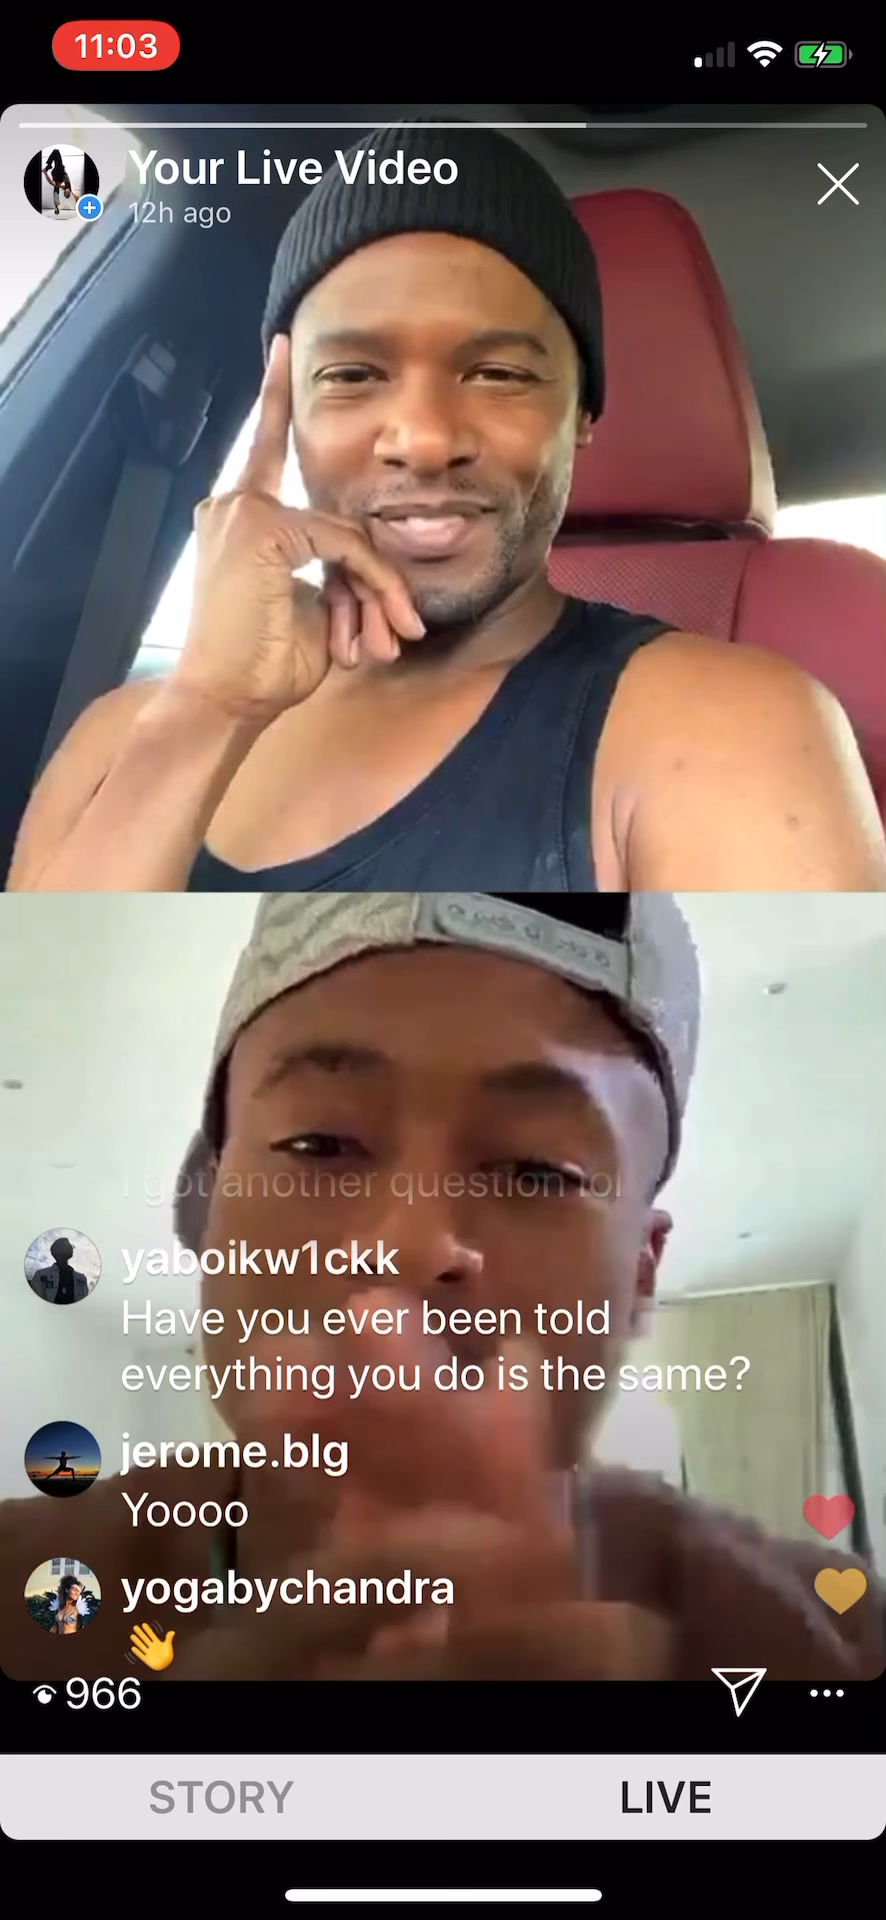 11:03
Your Live Video
12h ago
I got another question lol
yaboikw1ckk
Have you ever been told
everything you do is the same?
jerome.blg
Yoooo
yogabychandra
👋
966
STORY
LIVE